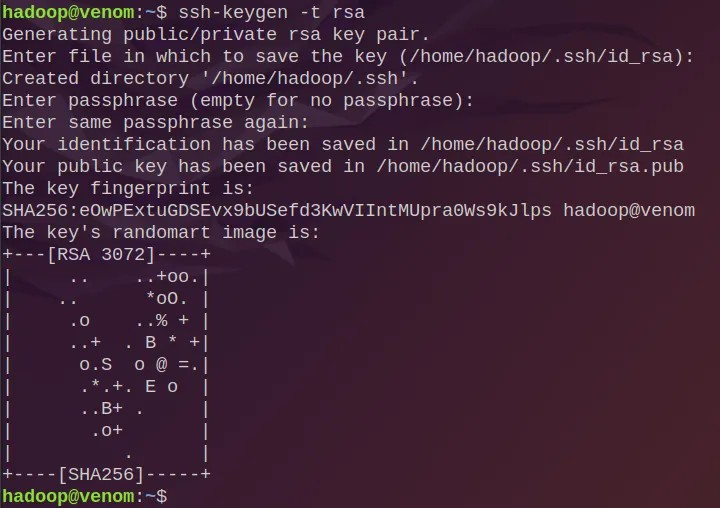 hadoop@venom:~$ ssh-keygen -t rsa
Generating public/private rsa key pair.
Enter file in which to save the key (/home/hadoop/.ssh/id_rsa):
Created directory '/home/hadoop/.ssh'.
Enter passphrase (empty for no passphrase):
Enter same passphrase again:
Your identification has been saved in /home/hadoop/.ssh/id_rsa
Your public key has been saved in /home/hadoop/.ssh/id_rsa.pub
The key fingerprint is:
SHA256:eOwPExtuGDSEvx9bUSefd3KwVIIntMUpra0Ws9kJlps hadoop@venom
The key's randomart image is:
+---[RSA 3072]----+
|     ..    ..+oo.|
|    ..      *oO. |
|     .o    ..% + |
|     ..+  . B * +|
|      o.S  o @ =.|
|      .*.+. E o  |
|      ..B+ .     |
|       .o+       |
|          .      |
+----[SHA256]-----+
hadoop@venom:~$